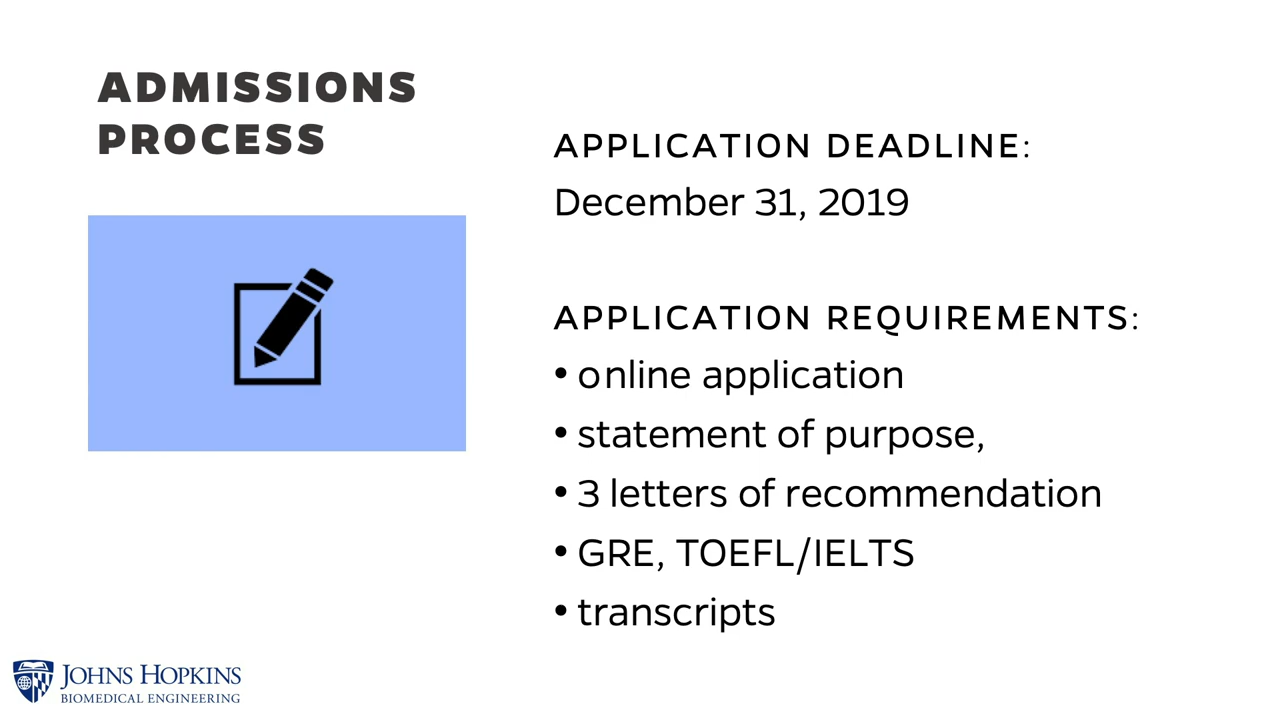 ADMISSIONS
PROCESS
APPLICATION DEADLINE:
December 31, 2019
APPLICATION REQUIREMENTS:
• online application
• statement of purpose,
• 3 letters of recommendation
• GRE, TOEFL/IELTS
• transcripts
JOHNS HOPKINS
BIOMEDICAL ENGINEERING